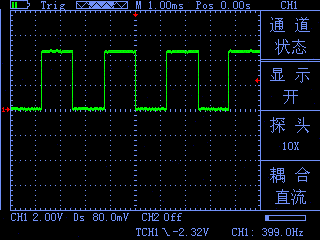 Trig M 1.00ms Pos 0.00s CH1
通 道
状态
显 示
开
探 头
10X
耦 合
直流
1
CH1 2.00V Ds 80.0mV CH2 Off
TCH1\-2.32V CH1: 399.0Hz